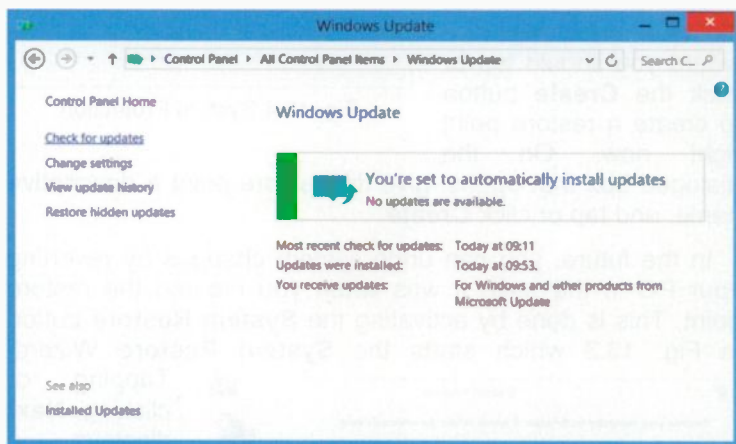 Windows Update
Control Panel ▸ All Control Panel Items ▸ Windows Update
Search C...
Control Panel Home
Check for updates
Change settings
View update history
Restore hidden updates
See also
Installed Updates
Windows Update
You're set to automatically install updates
No updates are available.
Most recent check for updates: Today at 09:11
Updates were installed: Today at 09:53.
You receive updates: For Windows and other products from
Microsoft Update